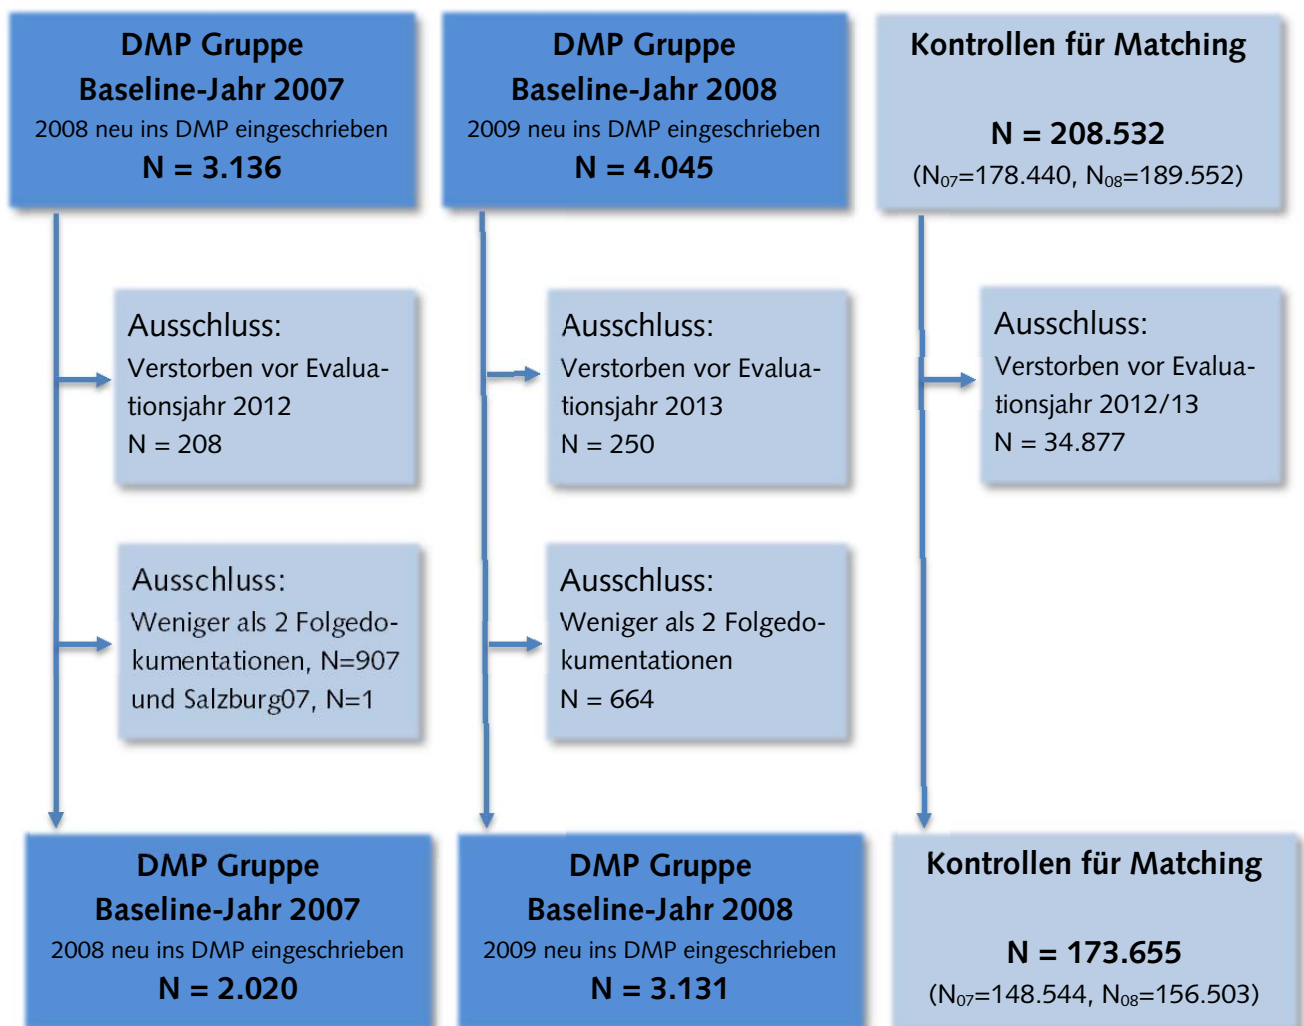 DMP Gruppe
Baseline-Jahr 2007
2008 neu ins DMP eingeschrieben
N = 3.136
DMP Gruppe
Baseline-Jahr 2008
2009 neu ins DMP eingeschrieben
N = 4.045
Kontrollen für Matching
N = 208.532
(N₀₇=178.440, N₀₈=189.552)
Ausschluss:
Verstorben vor Evalua-
tionsjahr 2012
N = 208
Ausschluss:
Verstorben vor Evalua-
tionsjahr 2013
N = 250
Ausschluss:
Verstorben vor Evalua-
tionsjahr 2012/13
N = 34.877
Ausschluss:
Weniger als 2 Folgedo-
kumentationen, N=907
und Salzburg07, N=1
Ausschluss:
Weniger als 2 Folgedo-
kumentationen
N = 664
DMP Gruppe
Baseline-Jahr 2007
2008 neu ins DMP eingeschrieben
N = 2.020
DMP Gruppe
Baseline-Jahr 2008
2009 neu ins DMP eingeschrieben
N = 3.131
Kontrollen für Matching
N = 173.655
(N₀₇=148.544, N₀₈=156.503)